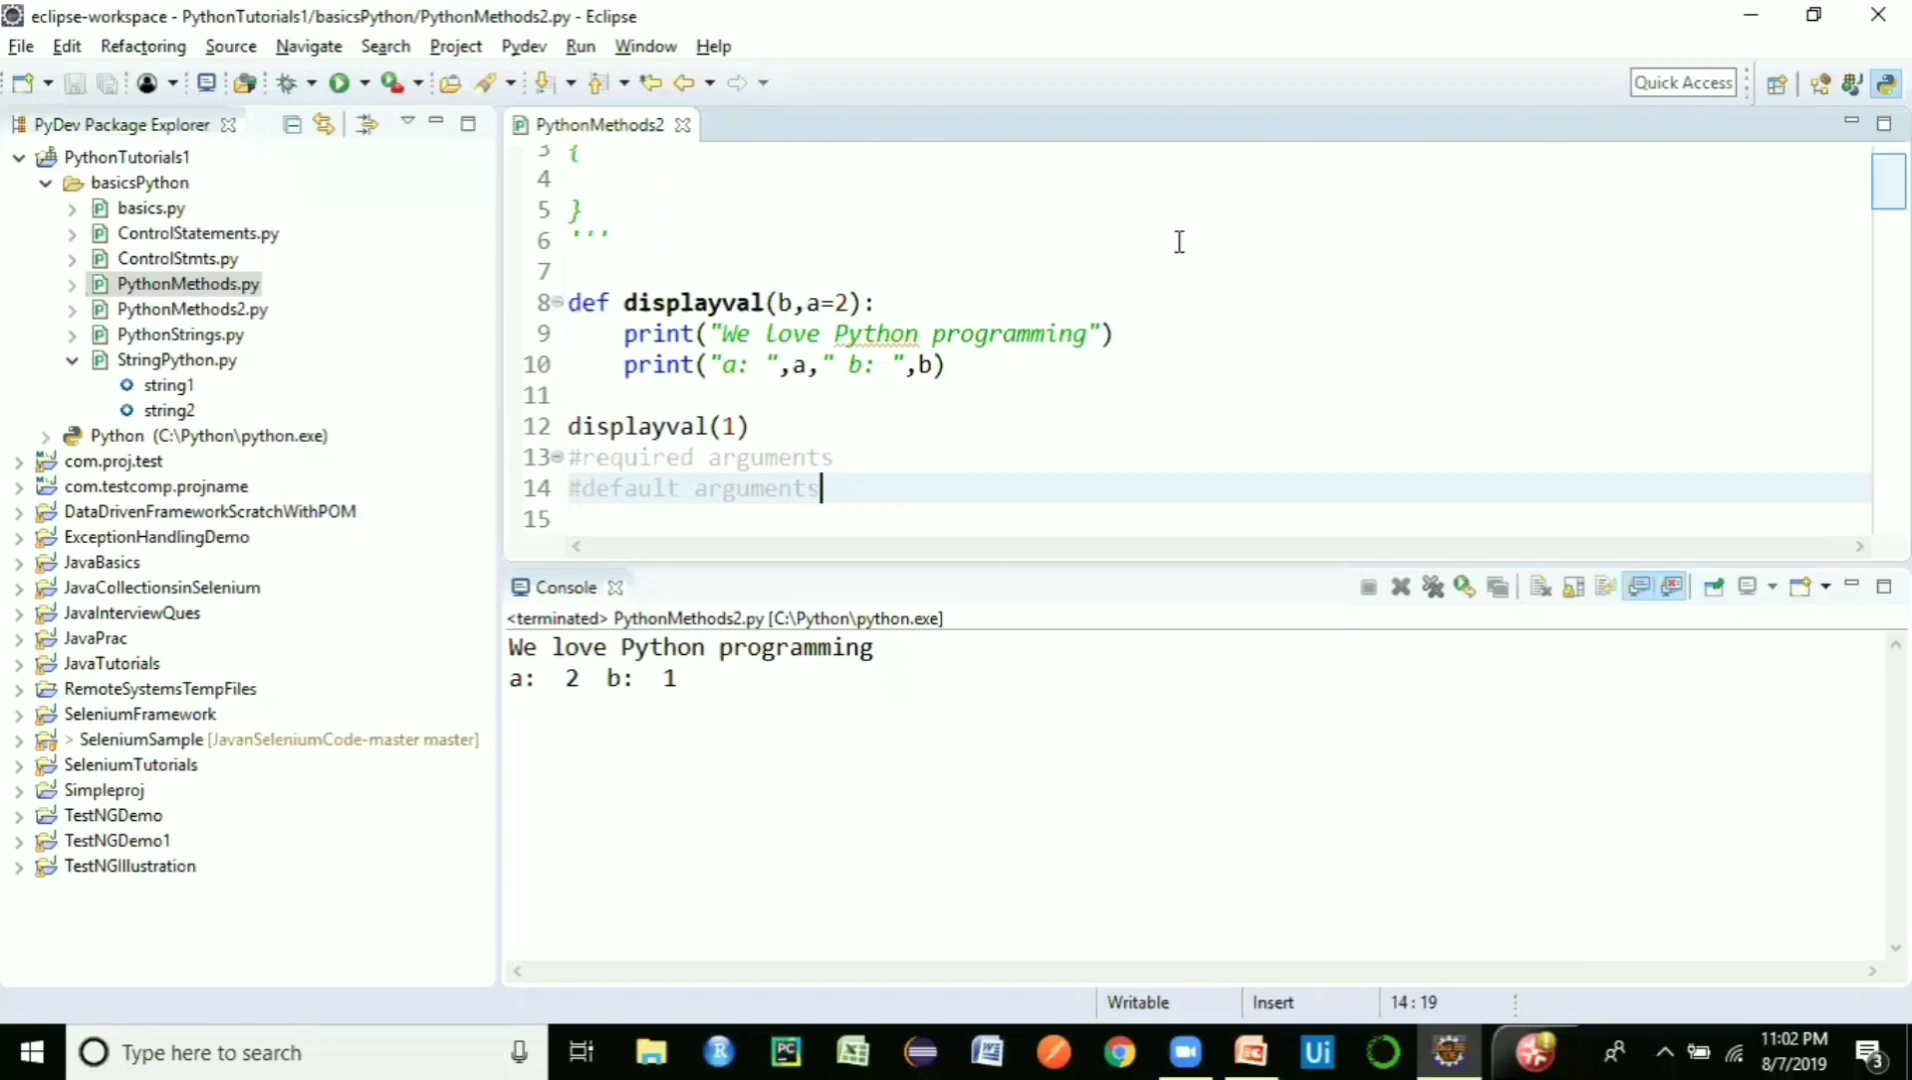 eclipse-workspace - PythonTutorials1/basicsPython/PythonMethods2.py - Eclipse
File Edit Refactoring Source Navigate Search Project Pydev Run Window Help
Quick Access
PyDev Package Explorer
PythonTutorials1
basicsPython
basics.py
ControlStatements.py
ControlStmts.py
PythonMethods.py
PythonMethods2.py
PythonStrings.py
StringPython.py
string1
string2
Python (C:\Python\python.exe)
com.proj.test
com.testcomp.projname
DataDrivenFrameworkScratchWithPOM
ExceptionHandlingDemo
JavaBasics
JavaCollectionsinSelenium
JavaInterviewQues
JavaPrac
JavaTutorials
RemoteSystemsTempFiles
SeleniumFramework
> SeleniumSample [JavanSeleniumCode-master master]
SeleniumTutorials
Simpleproj
TestNGDemo
TestNGDemo1
TestNGIllustration
PythonMethods2
3 {
4
5 }
6 '''
7
8 def displayval(b,a=2):
9 print("We love Python programming")
10 print("a: ",a," b: ",b)
11
12 displayval(1)
13 #required arguments
14 #default arguments
15
Console
<terminated> PythonMethods2.py [C:\Python\python.exe]
We love Python programming
a:  2  b:  1
Writable Insert 14 : 19
Type here to search
R
PC
Ui
11:02 PM
8/7/2019
3